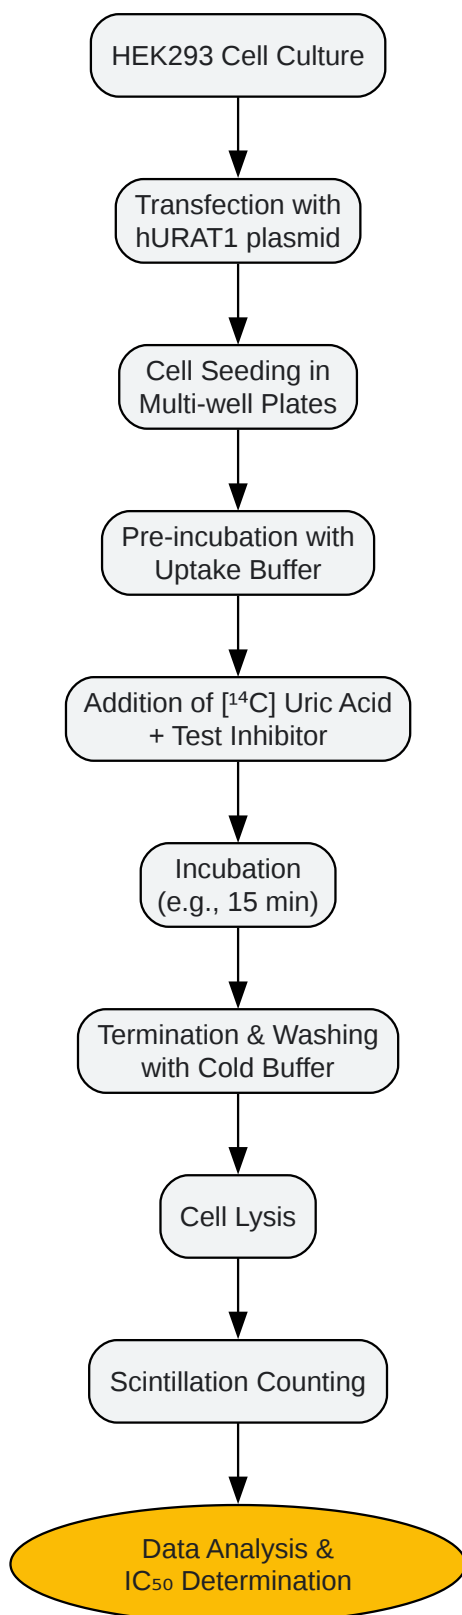 HEK293 Cell Culture
Transfection with
hURAT1 plasmid
Cell Seeding in
Multi-well Plates
Pre-incubation with
Uptake Buffer
Addition of [¹⁴C] Uric Acid
+ Test Inhibitor
Incubation
(e.g., 15 min)
Termination & Washing
with Cold Buffer
Cell Lysis
Scintillation Counting
Data Analysis &
IC₅₀ Determination